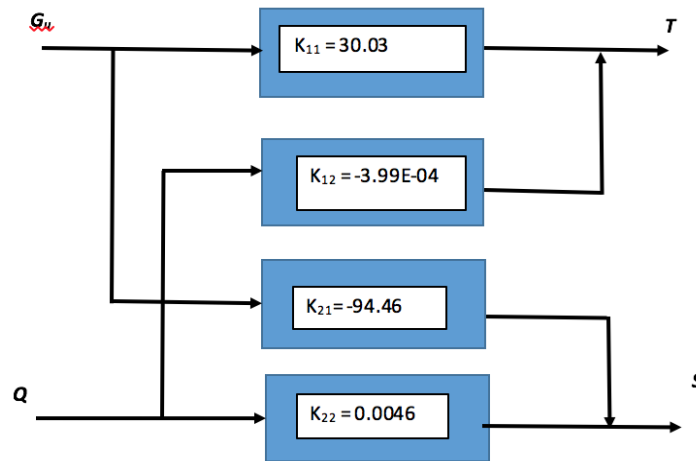 Gᵤ
T
K₁₁ = 30.03
K₁₂ = -3.99E-04
K₂₁= -94.46
Q
S
K₂₂ = 0.0046